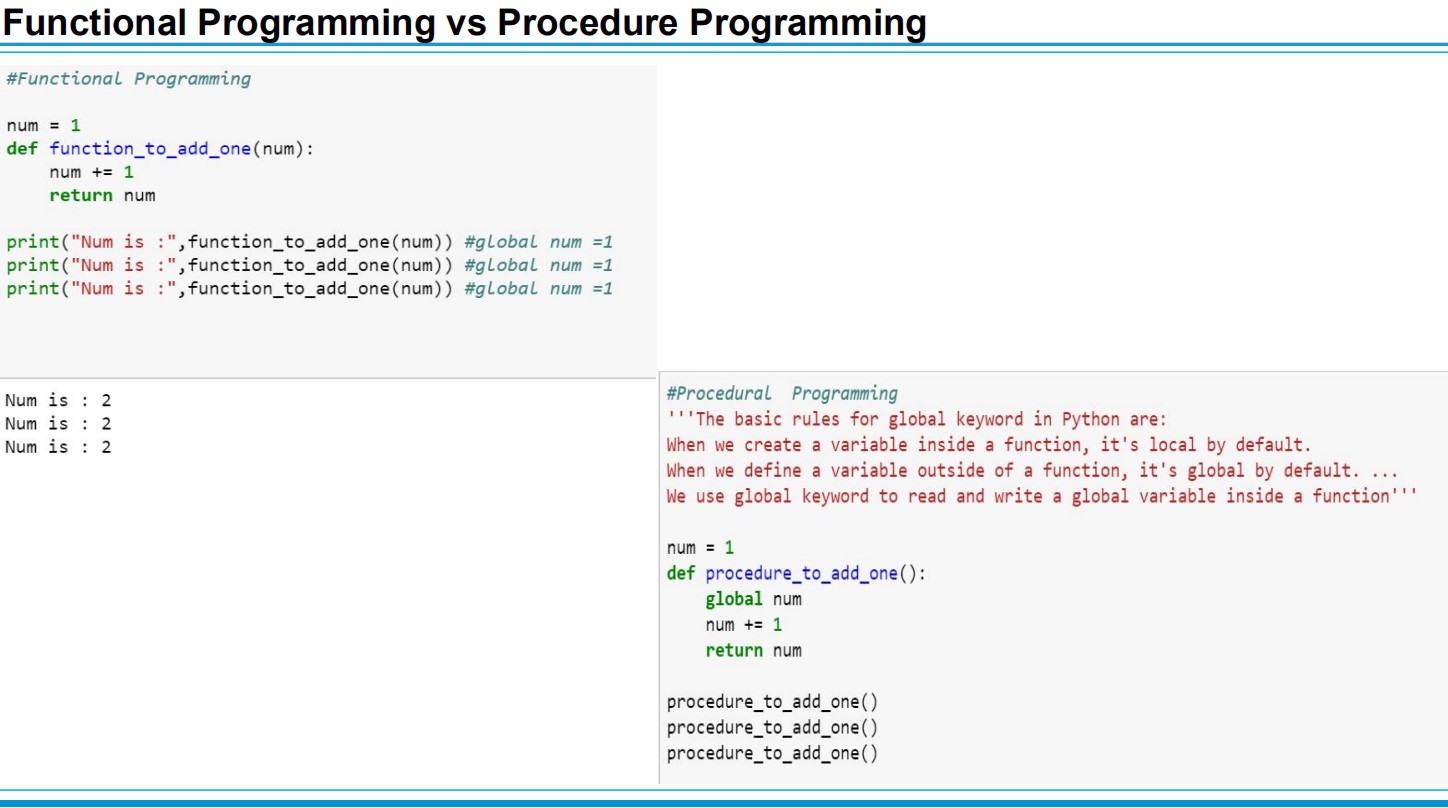 Functional Programming vs Procedure Programming
#Functional Programming
num = 1
def function_to_add_one(num):
    num += 1
    return num
print("Num is :",function_to_add_one(num)) #global num =1
print("Num is :",function_to_add_one(num)) #global num =1
print("Num is :",function_to_add_one(num)) #global num =1
Num is : 2
Num is : 2
Num is : 2
#Procedural  Programming
'''The basic rules for global keyword in Python are:
When we create a variable inside a function, it's local by default.
When we define a variable outside of a function, it's global by default. ...
We use global keyword to read and write a global variable inside a function'''
num = 1
def procedure_to_add_one():
    global num
    num += 1
    return num
procedure_to_add_one()
procedure_to_add_one()
procedure_to_add_one()